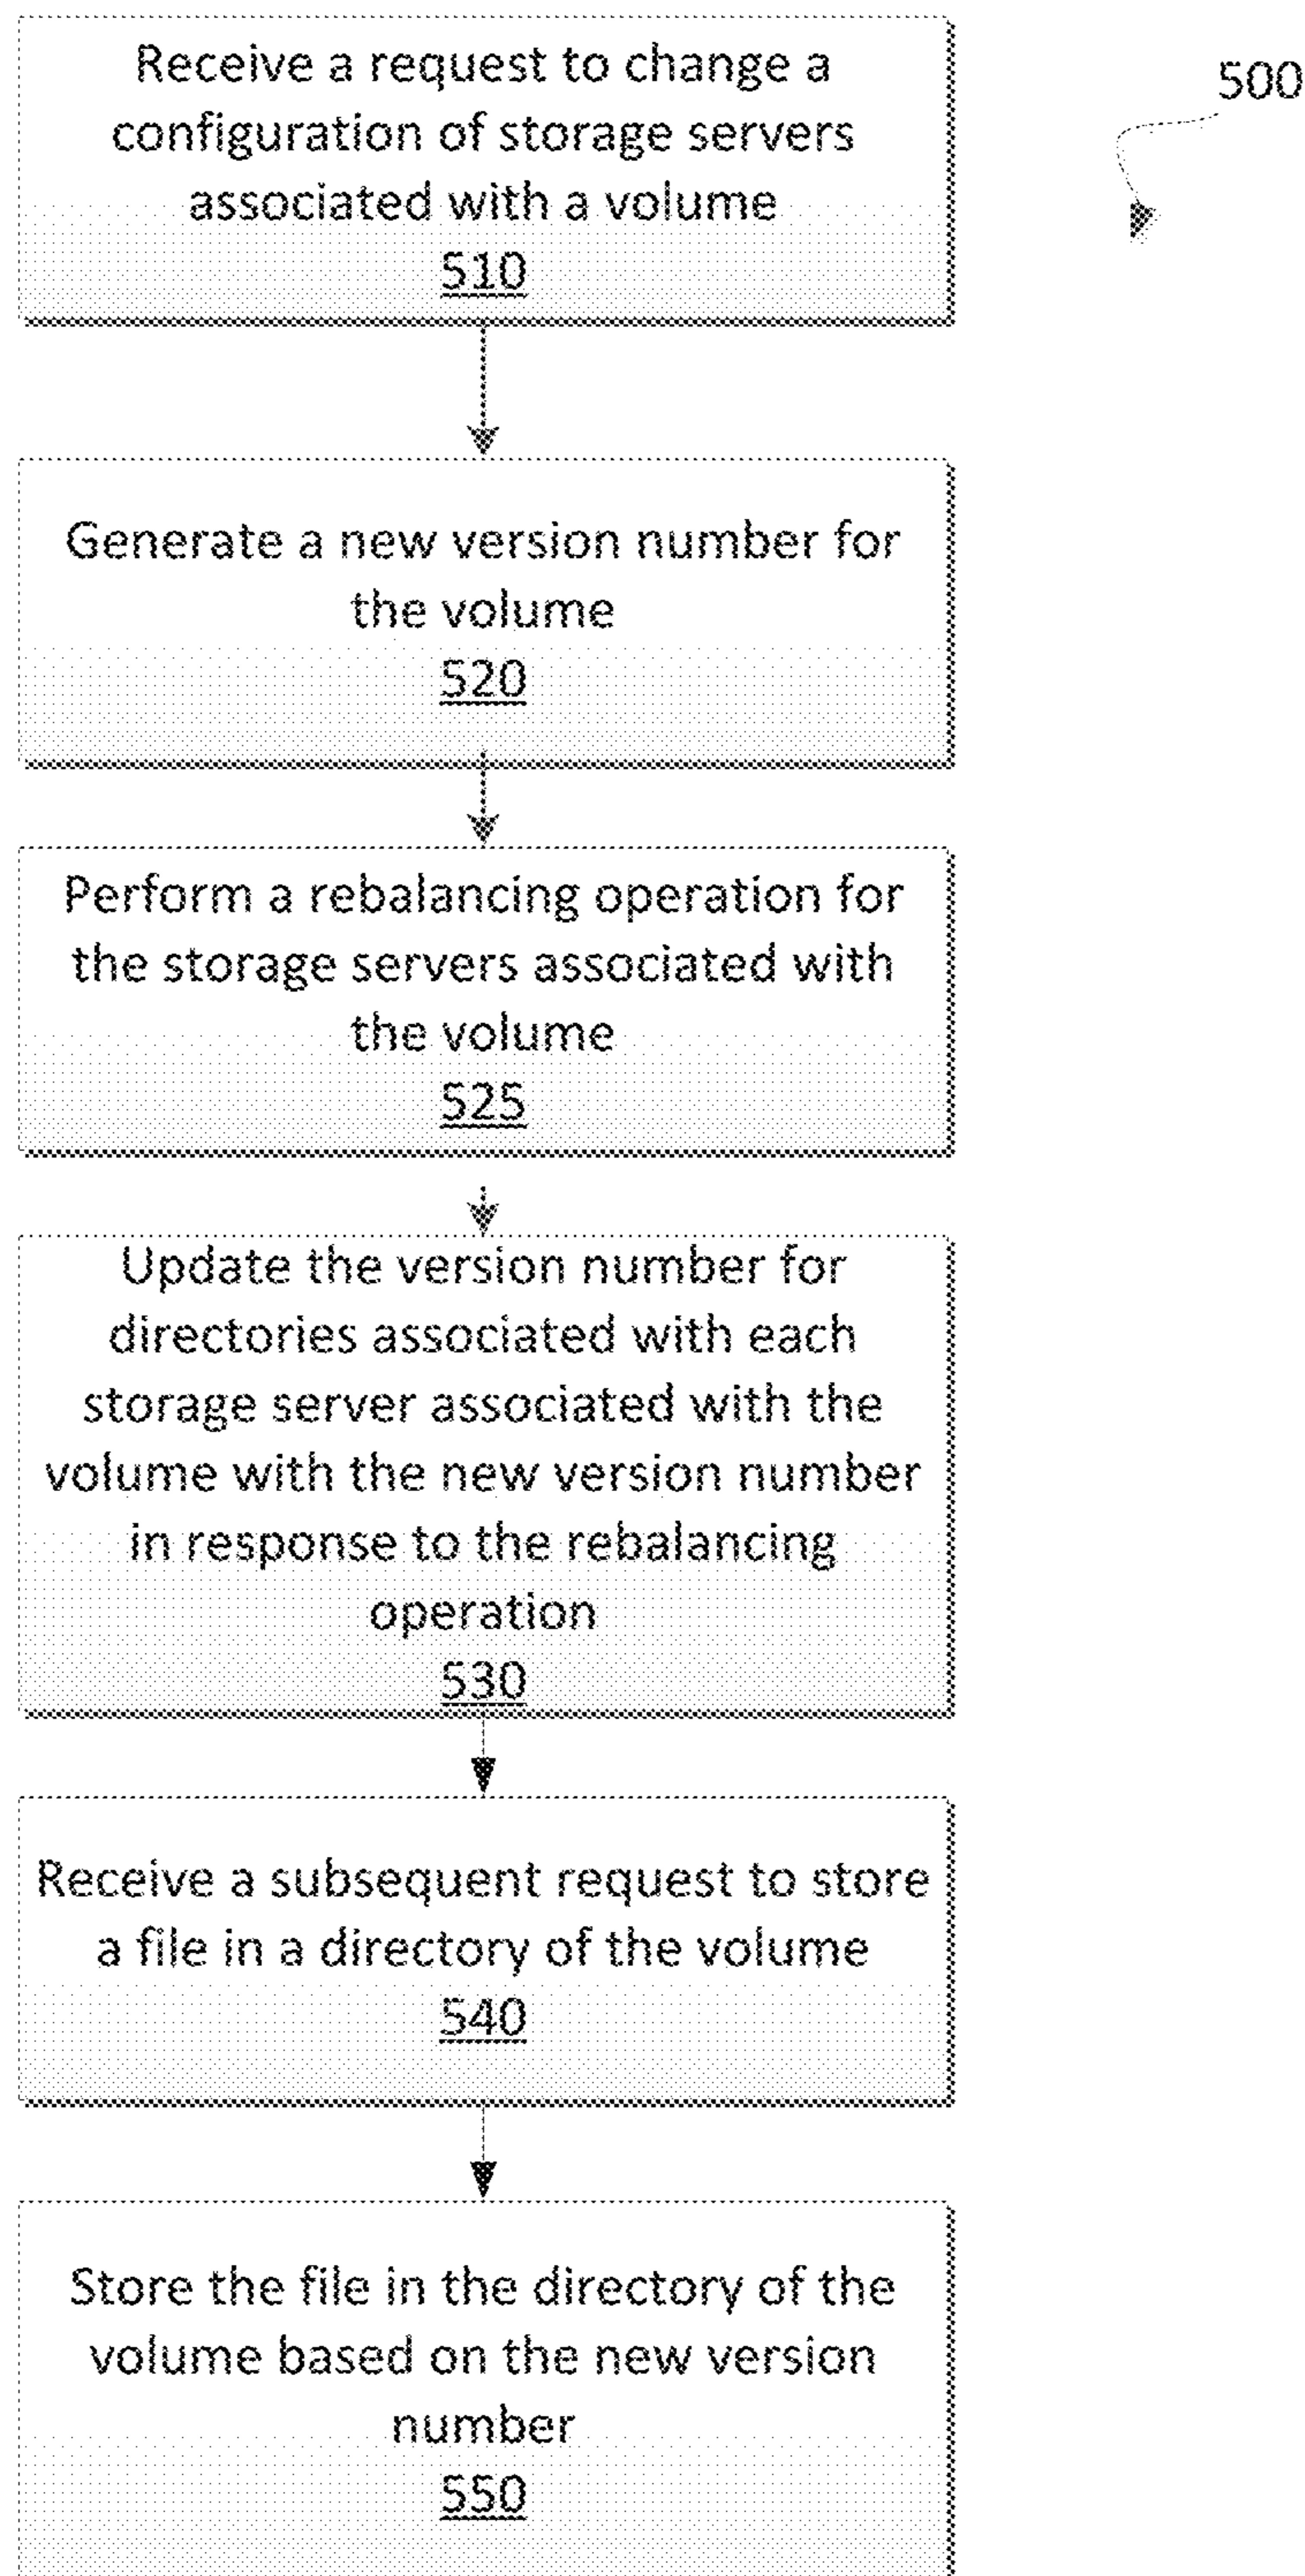 Receive a request to change a
configuration of storage servers
associated with a volume
510
500
Generate a new version number for
the volume
520
Perform a rebalancing operation for
the storage servers associated with
the volume
525
Update the version number for
directories associated with each
storage server associated with the
volume with the new version number
in response to the rebalancing
operation
530
Receive a subsequent request to store
a file in a directory of the volume
540
Store the file in the directory of the
volume based on the new version
number
550